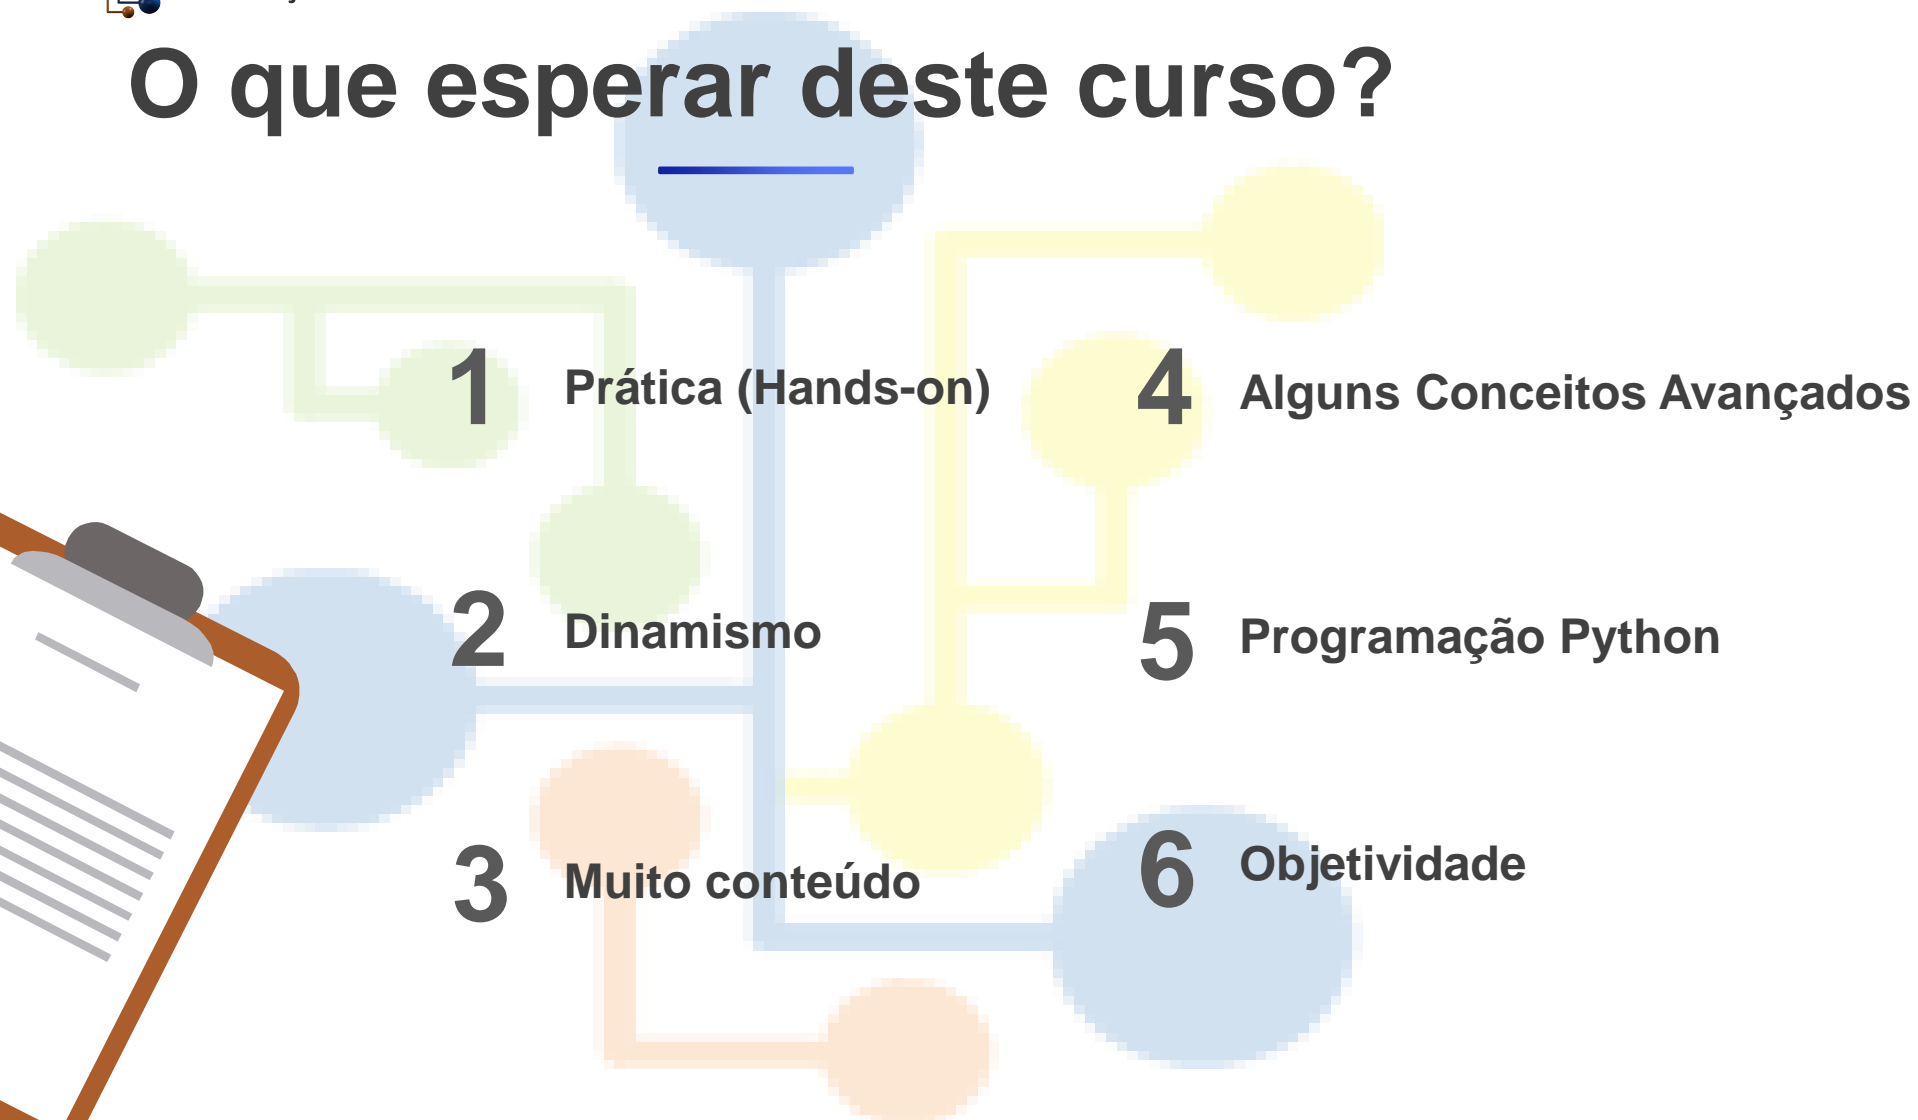 O que esperar deste curso?
1 Prática (Hands-on)
2 Dinamismo
3 Muito conteúdo
4 Alguns Conceitos Avançados
5 Programação Python
6 Objetividade